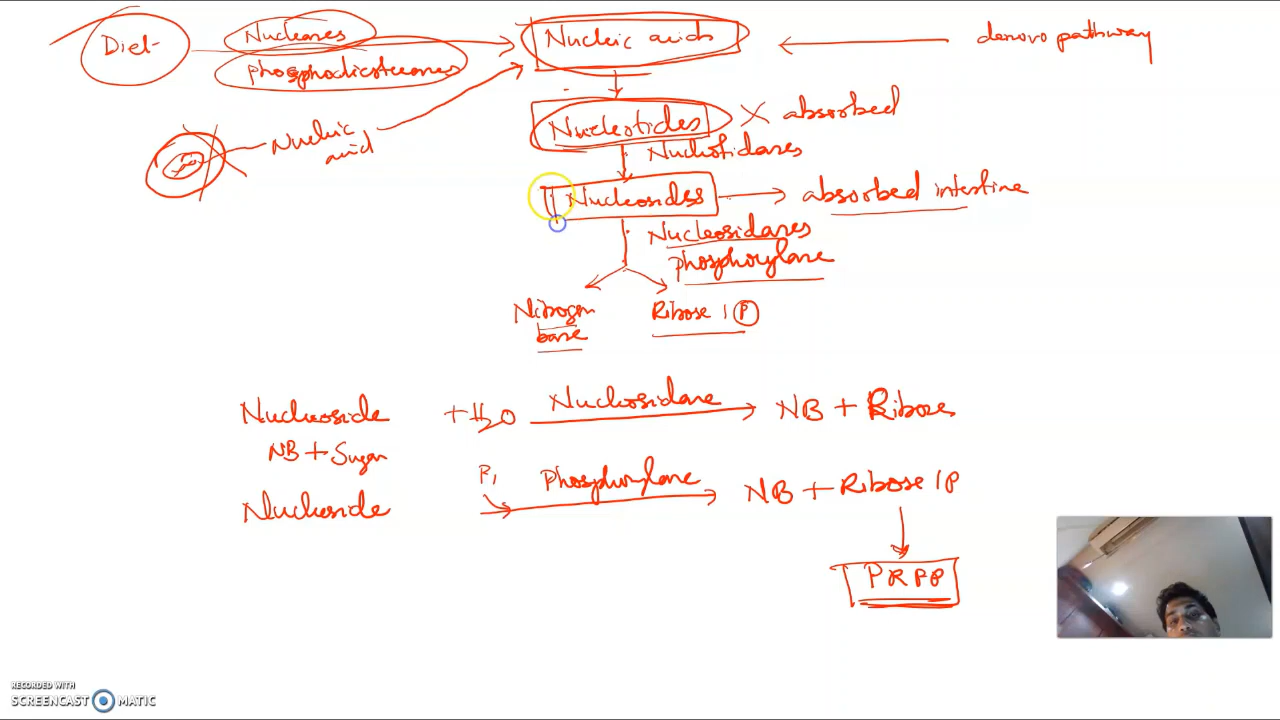 Diet
Nucleases
phosphodiesterases
Nucleic acids
denovo pathway
Nucleic
acid
Nucleotides
X absorbed
Nucleotidases
Nucleosides
absorbed intestine
Nucleosidases
phosphorylase
Nitrogen
base
Ribose 1 P
Nucleoside + H2O Nucleosidase NB + Ribose
NB + Sugar
Nucleoside Pi Phosphorylase NB + Ribose 1P
PRPP
RECORDED WITH
SCREENCAST MATIC